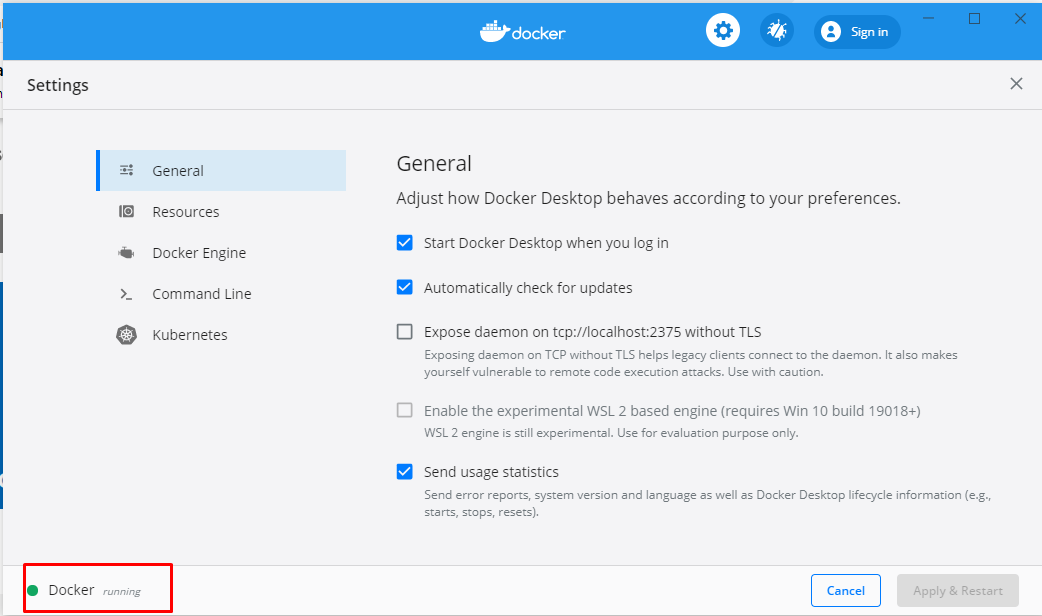 docker
Sign in
Settings
General
Resources
Docker Engine
Command Line
Kubernetes
General
Adjust how Docker Desktop behaves according to your preferences.
Start Docker Desktop when you log in
Automatically check for updates
Expose daemon on tcp://localhost:2375 without TLS
Exposing daemon on TCP without TLS helps legacy clients connect to the daemon. It also makes
yourself vulnerable to remote code execution attacks. Use with caution.
Enable the experimental WSL 2 based engine (requires Win 10 build 19018+)
WSL 2 engine is still experimental. Use for evaluation purpose only.
Send usage statistics
Send error reports, system version and language as well as Docker Desktop lifecycle information (e.g.,
starts, stops, resets).
Docker running
Cancel
Apply & Restart